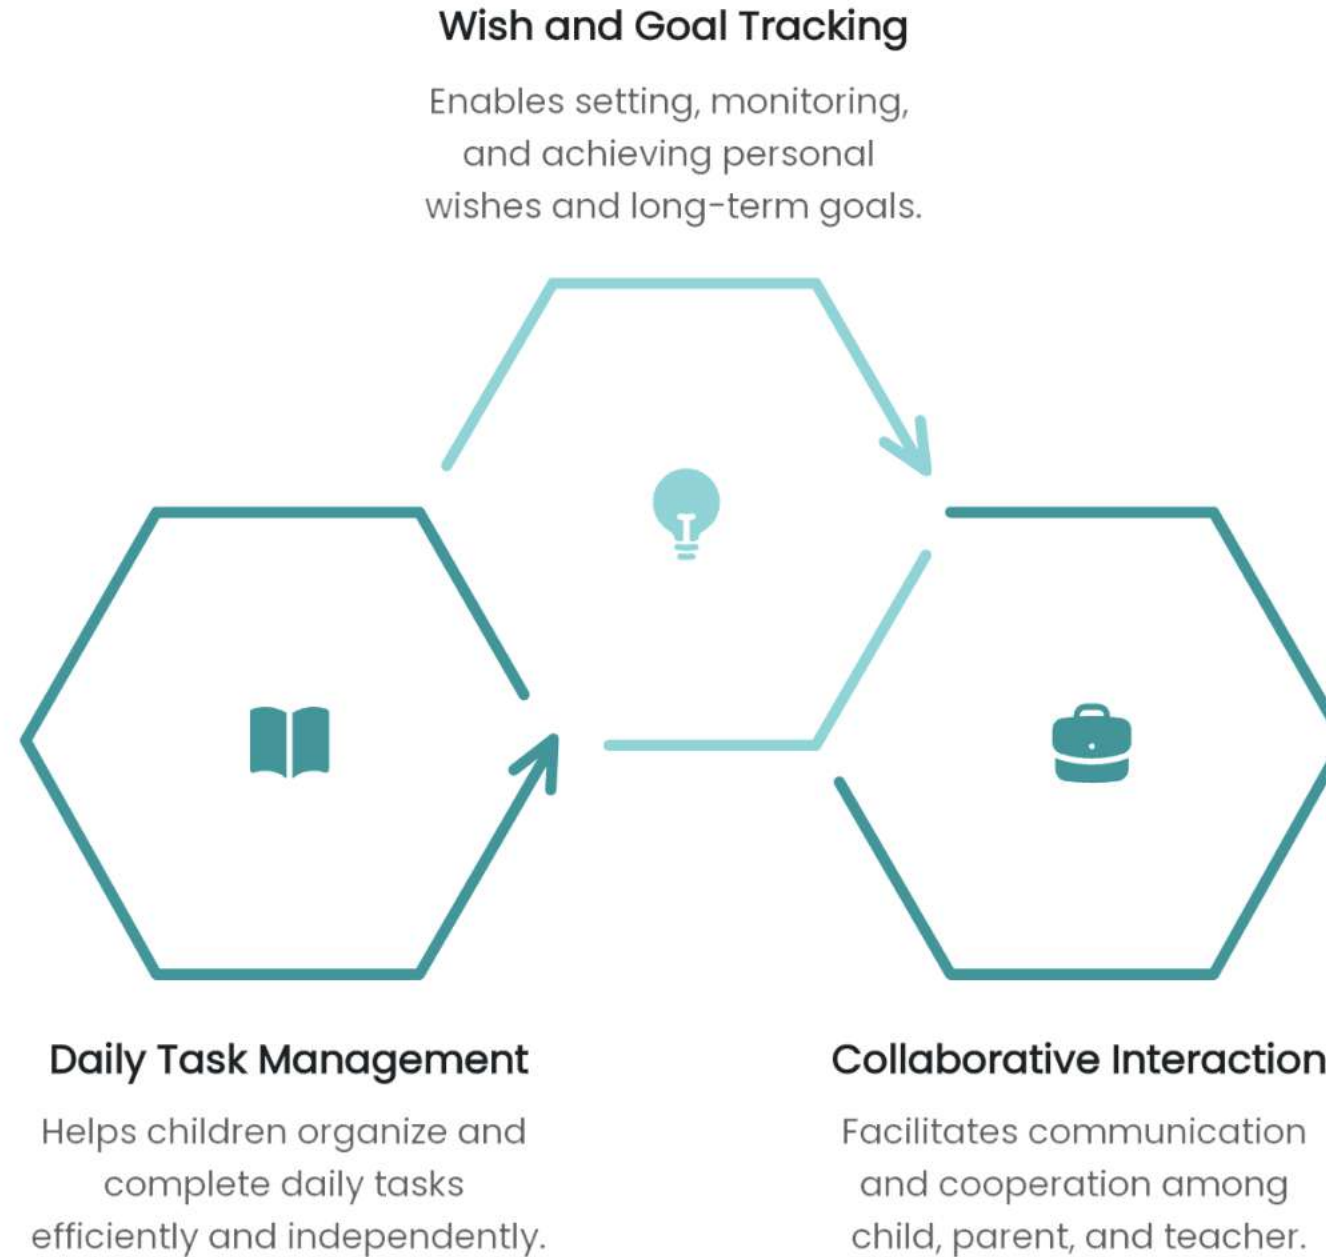 Wish and Goal Tracking
Enables setting, monitoring,
and achieving personal
wishes and long-term goals.
Daily Task Management
Helps children organize and
complete daily tasks
efficiently and independently.
Collaborative Interaction
Facilitates communication
and cooperation among
child, parent, and teacher.